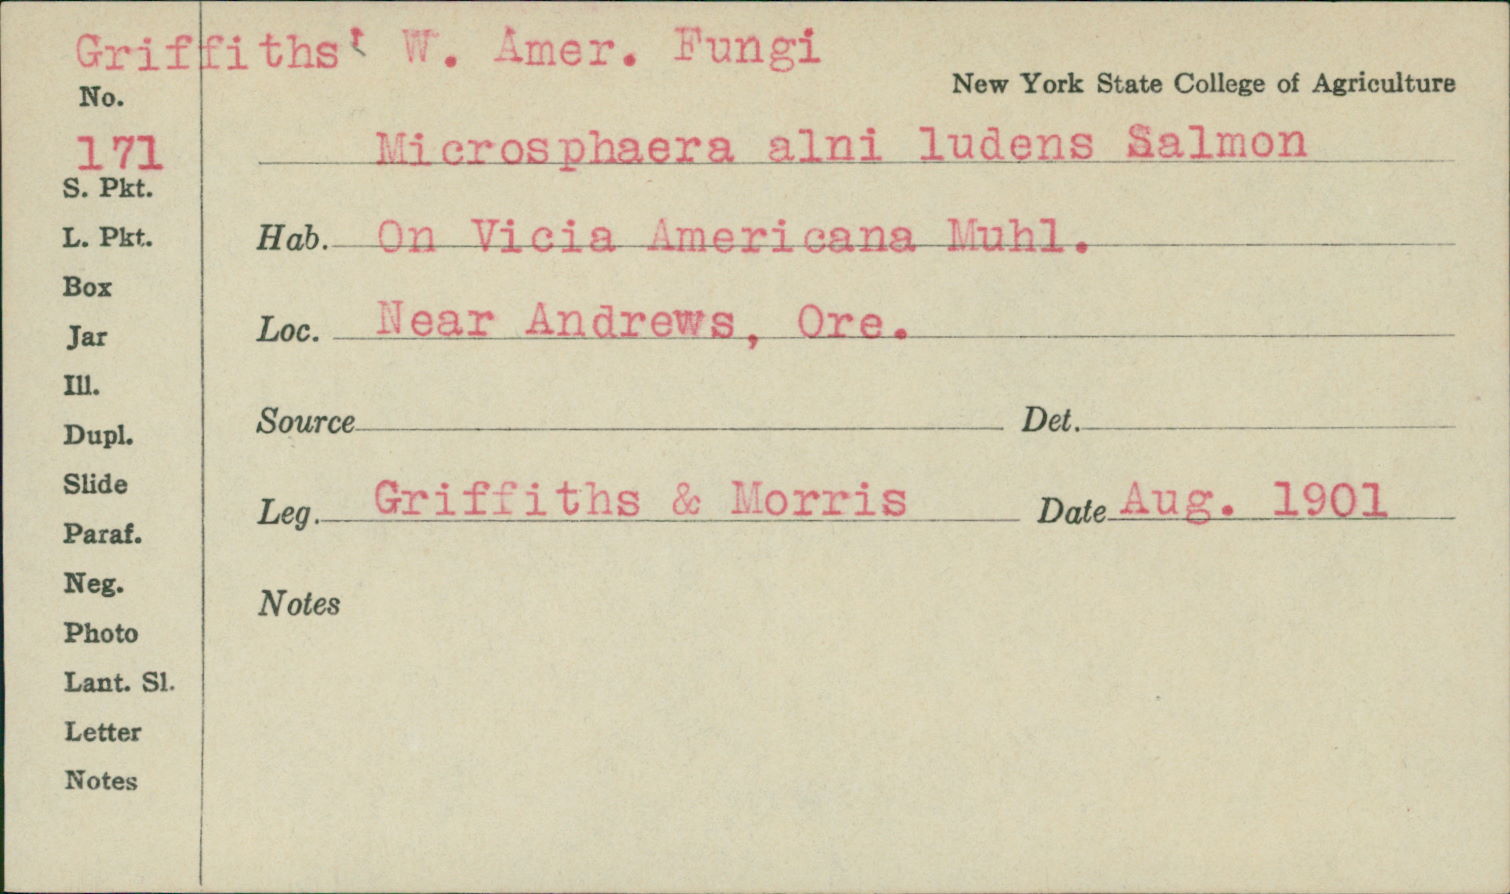 Griffiths' W. Amer. Fungi
New York State College of Agriculture
No.
171
Microsphaera alni ludens Salmon
S. Pkt.
Hab. On Vicia Americana Muhl.
L. Pkt.
Box
Loc. Near Andrews, Ore.
Jar
Ill.
Source Det.
Dupl.
Slide
Leg. Griffiths & Morris Date Aug. 1901
Paraf.
Neg.
Notes
Photo
Lant. Sl.
Letter
Notes